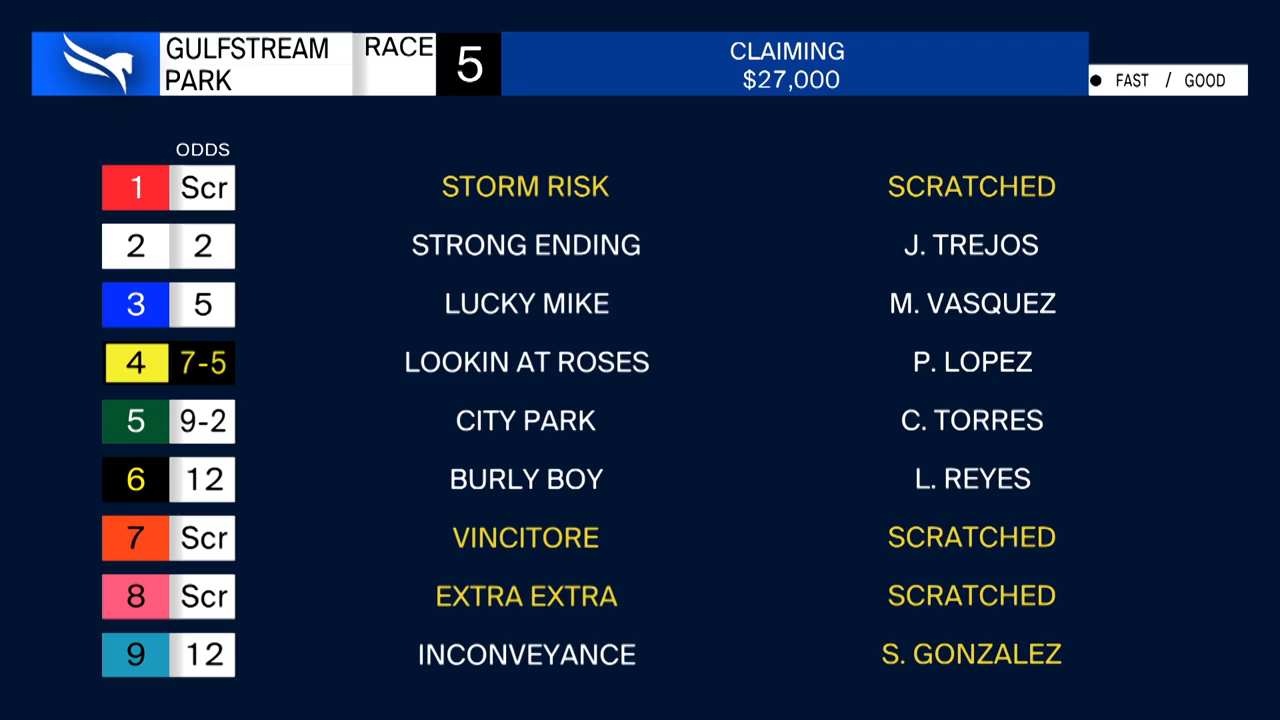 GULFSTREAM PARK RACE 5
CLAIMING
$27,000
FAST / GOOD
ODDS
1 Scr STORM RISK SCRATCHED
2 2 STRONG ENDING J. TREJOS
3 5 LUCKY MIKE M. VASQUEZ
4 7-5 LOOKIN AT ROSES P. LOPEZ
5 9-2 CITY PARK C. TORRES
6 12 BURLY BOY L. REYES
7 Scr VINCITORE SCRATCHED
8 Scr EXTRA EXTRA SCRATCHED
9 12 INCONVEYANCE S. GONZALEZ